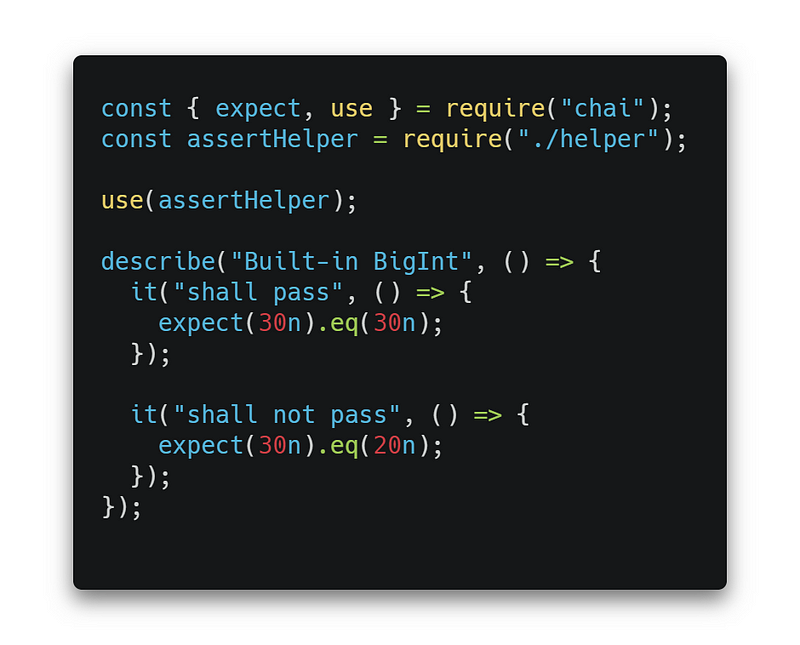 const { expect, use } = require("chai");
const assertHelper = require("./helper");

use(assertHelper);

describe("Built-in BigInt", () => {
  it("shall pass", () => {
    expect(30n).eq(30n);
  });

  it("shall not pass", () => {
    expect(30n).eq(20n);
  });
});